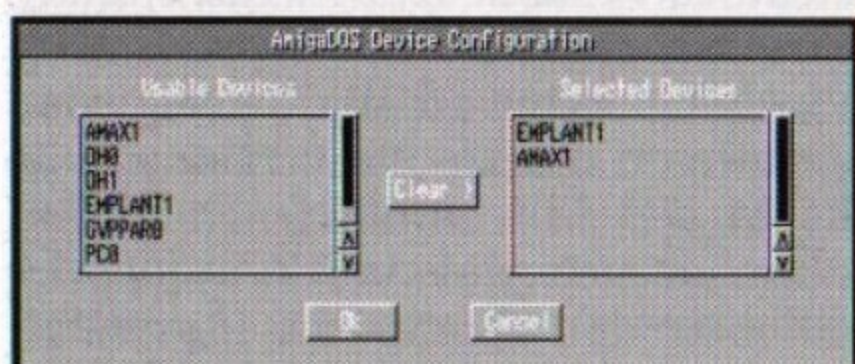 AmigaDOS Device Configuration
Usable Devices
Selected Devices
AMAX1
DH0
DH1
EMPLANT1
GVPPAR0
PC0
Clear >
EMPLANT1
AMAX1
Ok
Cancel